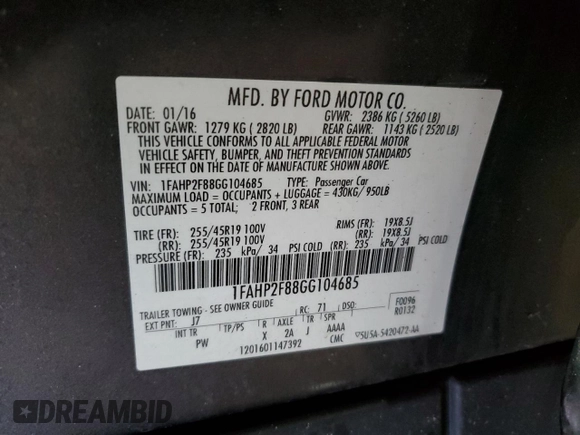 MFD. BY FORD MOTOR CO.
DATE: 01/16 GVWR: 2386 KG ( 5260 LB)
FRONT GAWR: 1279 KG ( 2820 LB) REAR GAWR: 1143 KG ( 2520 LB)
THIS VEHICLE CONFORMS TO ALL APPLICABLE FEDERAL MOTOR
VEHICLE SAFETY, BUMPER, AND THEFT PREVENTION STANDARDS
IN EFFECT ON THE DATE OF MANUFACTURE SHOWN ABOVE.
VIN: 1FAHP2F88GG104685 TYPE: Passenger Car
MAXIMUM LOAD = OCCUPANTS + LUGGAGE = 430KG/ 950LB
OCCUPANTS = 5 TOTAL; 2 FRONT, 3 REAR
TIRE (FR): 255/45R19 100V RIMS (FR): 19X8.5J
(RR): 255/45R19 100V (RR): 19X8.5J
PRESSURE (FR): 235 kPa/ 34 PSI COLD (RR): 235 kPa/ 34 PSI COLD
1FAHP2F88GG104685
TRAILER TOWING - SEE OWNER GUIDE RC: 71 DSO: F0096
EXT PNT: J7 R0132
INT TR TP/PS R AXLE TR SPR
PW X 2A J AAAA
1201601147392 CMC 5U5A-5420472-AA
DREAMBID